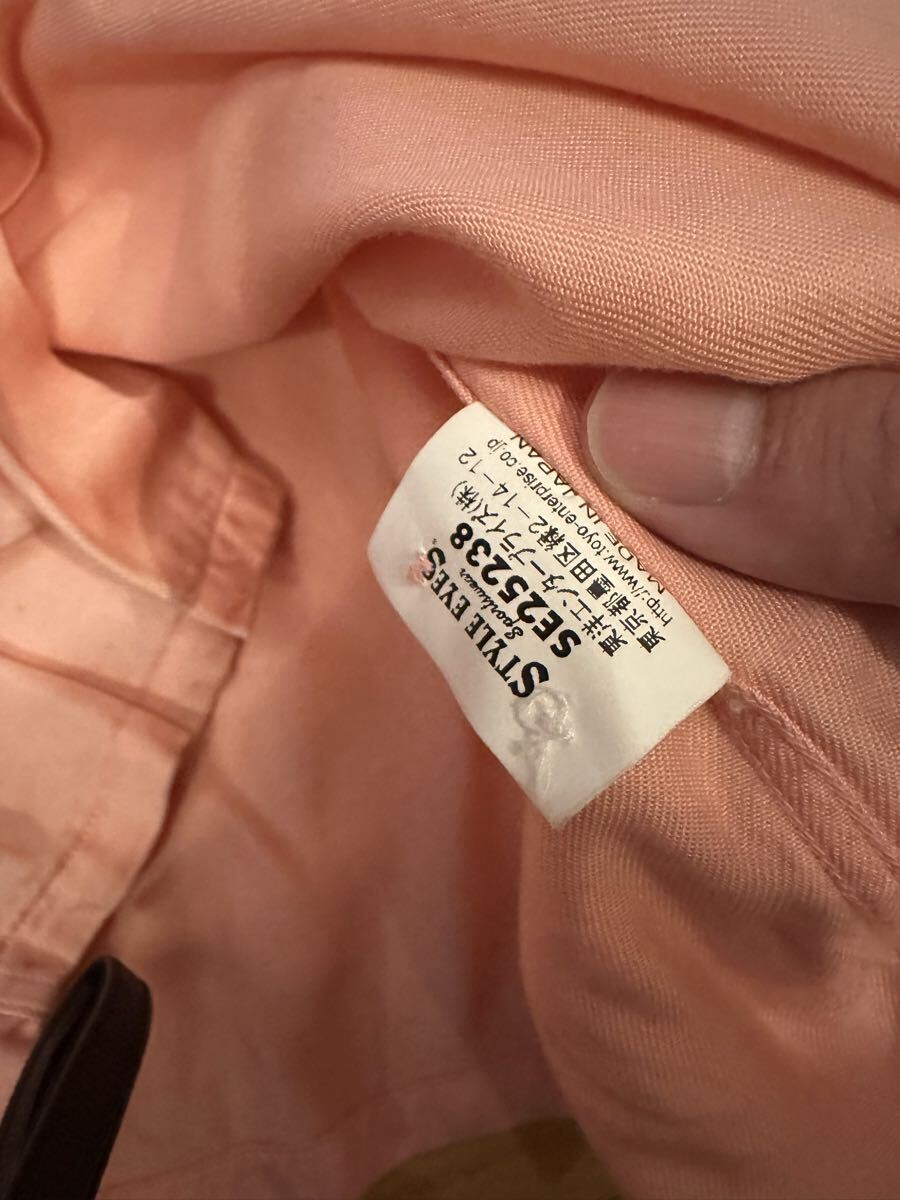 STYLE EYES
Sportswear
SE25238
東洋エンタープライズ(株)
東京都墨田区緑2-14-12
http://www.toyo-enterprise.co.jp
MADE IN JAPAN